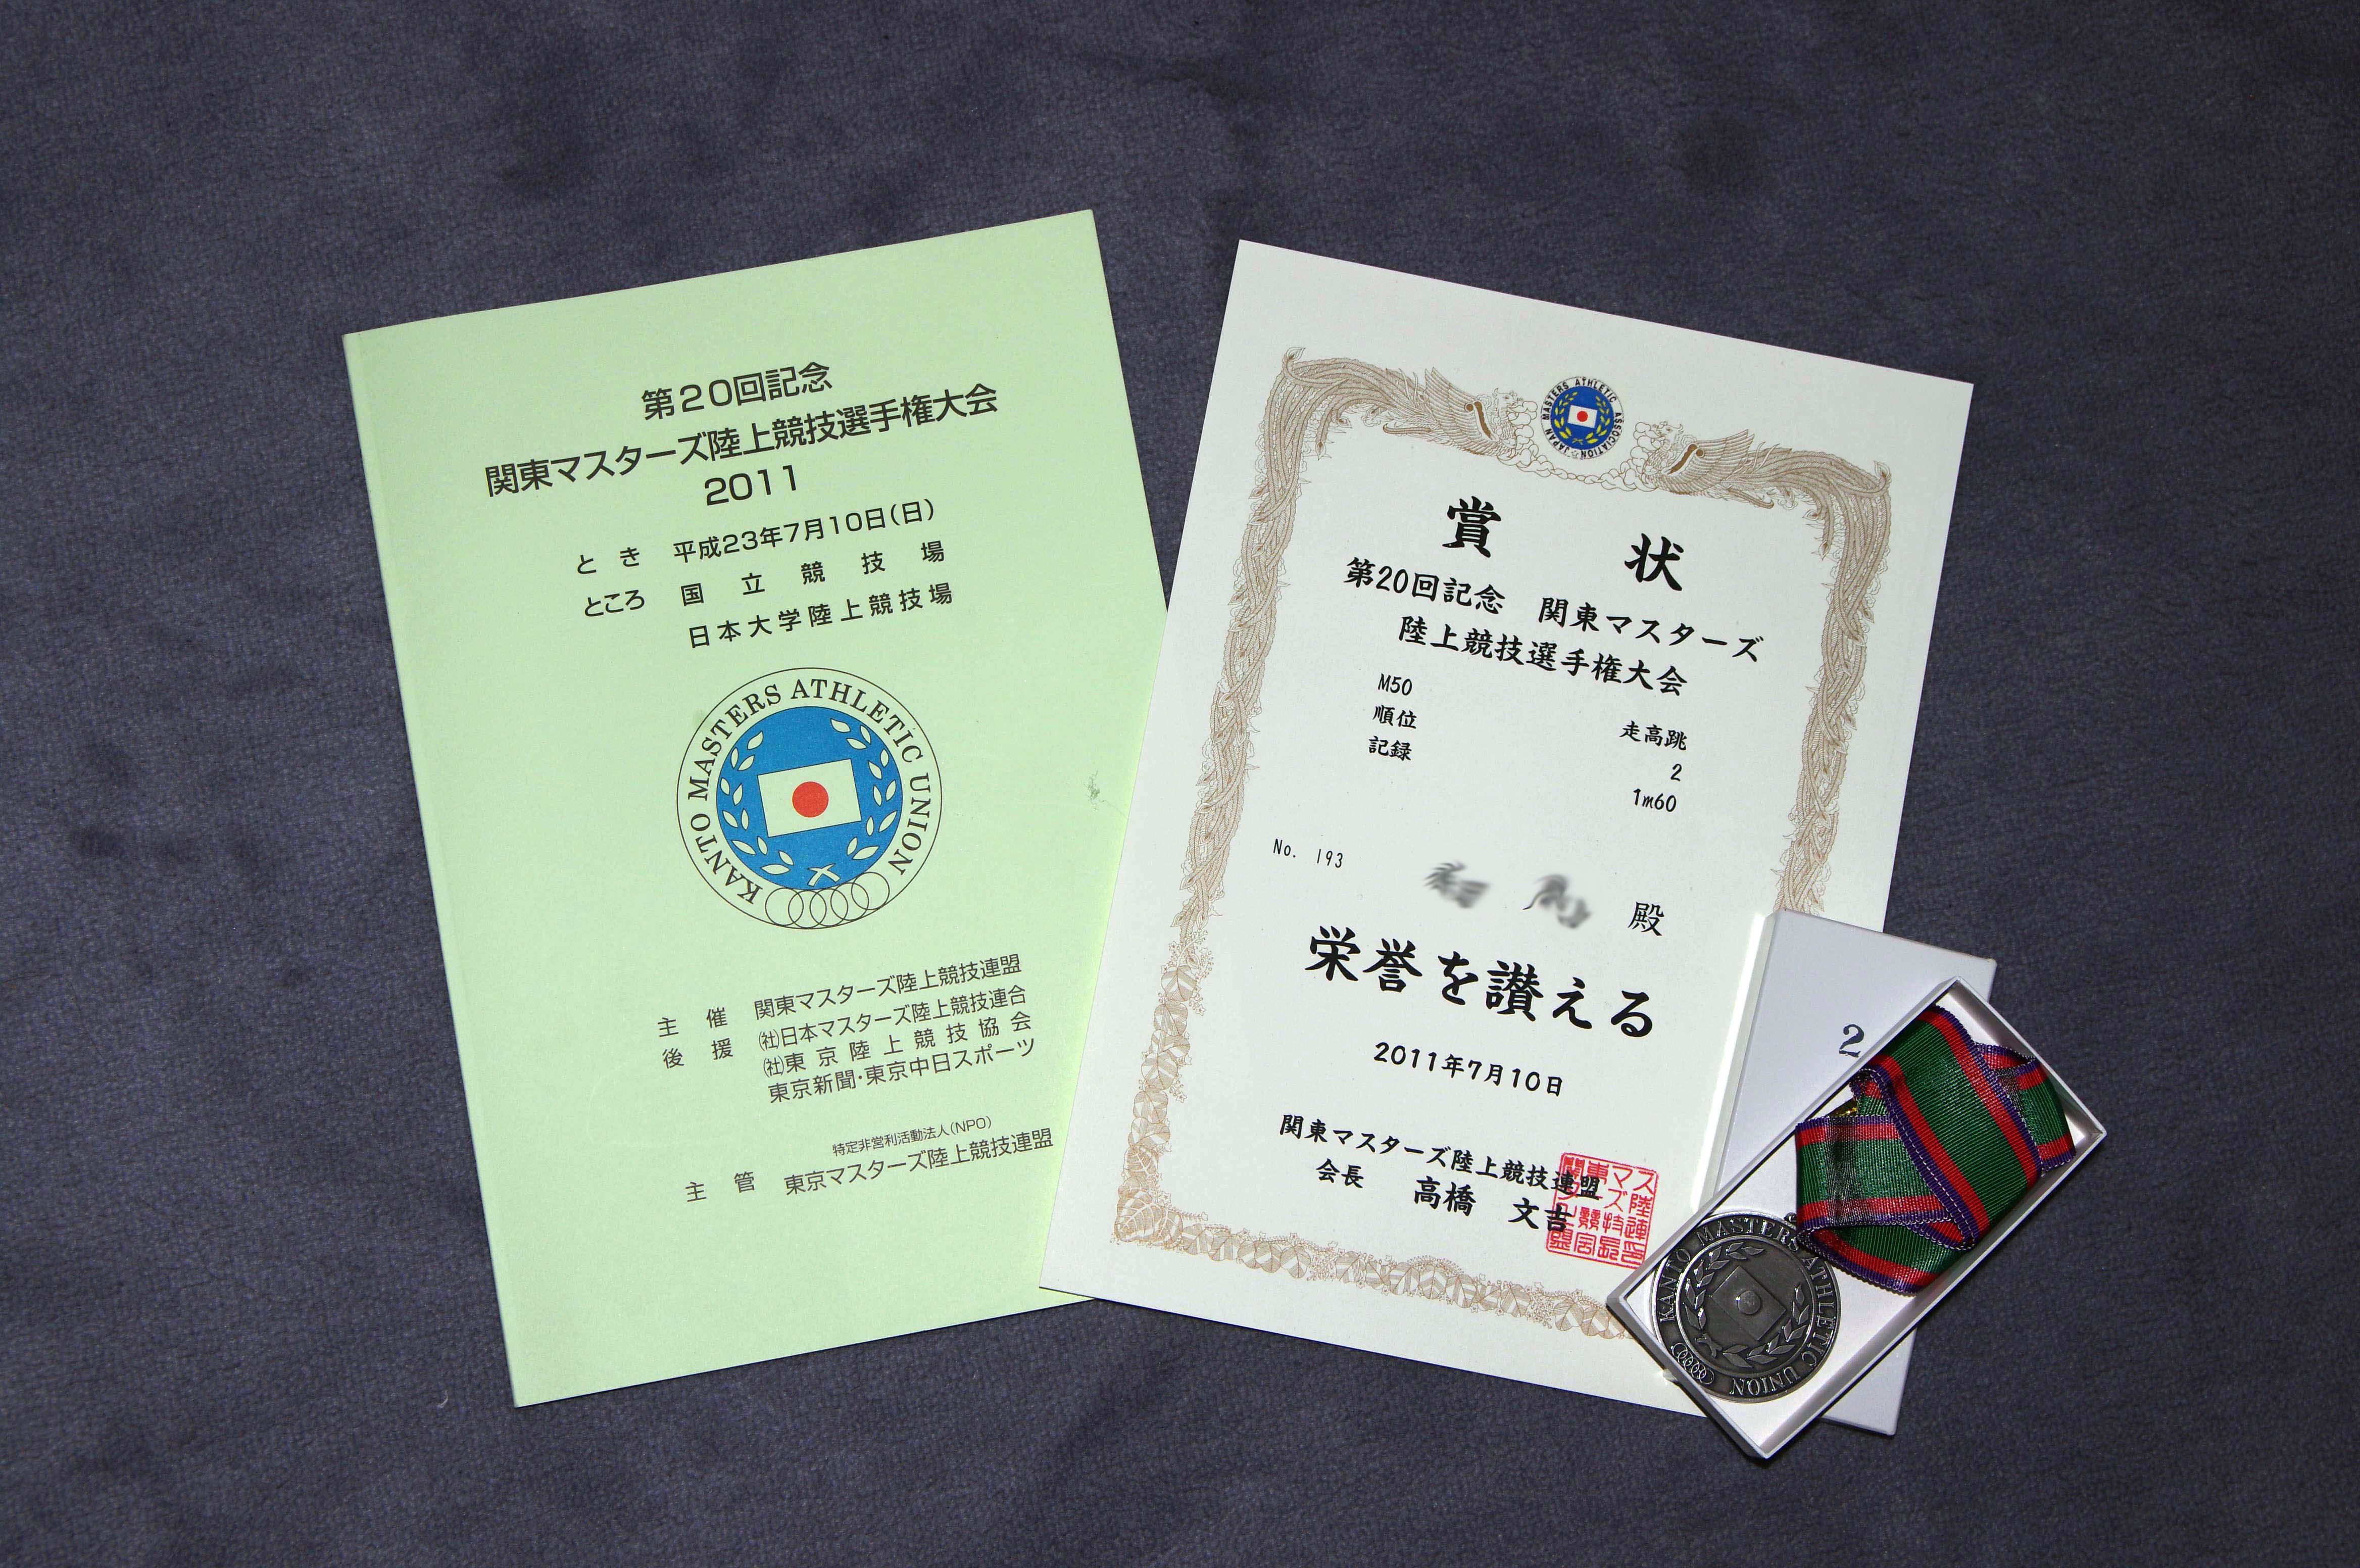 第20回記念
関東マスターズ陸上競技選手権大会
2011
とき 平成23年7月10日(日)
ところ 国立競技場
日本大学陸上競技場
KANTO MASTERS ATHLETIC UNION
主催 関東マスターズ陸上競技連盟
後援 ㈳日本マスターズ陸上競技連合
㈳東京陸上競技協会
東京新聞・東京中日スポーツ
特定非営利活動法人(NPO)
主管 東京マスターズ陸上競技連盟
JAPAN MASTERS ATHLETIC ASSOCIATION
賞状
第20回記念 関東マスターズ
陸上競技選手権大会
M50 走高跳
順位 2
記録 1m60
No. 193 殿
栄誉を讃える
2011年7月10日
関東マスターズ陸上競技連盟
会長 高橋 文吉
2
KANTO MASTERS ATHLETIC UNION